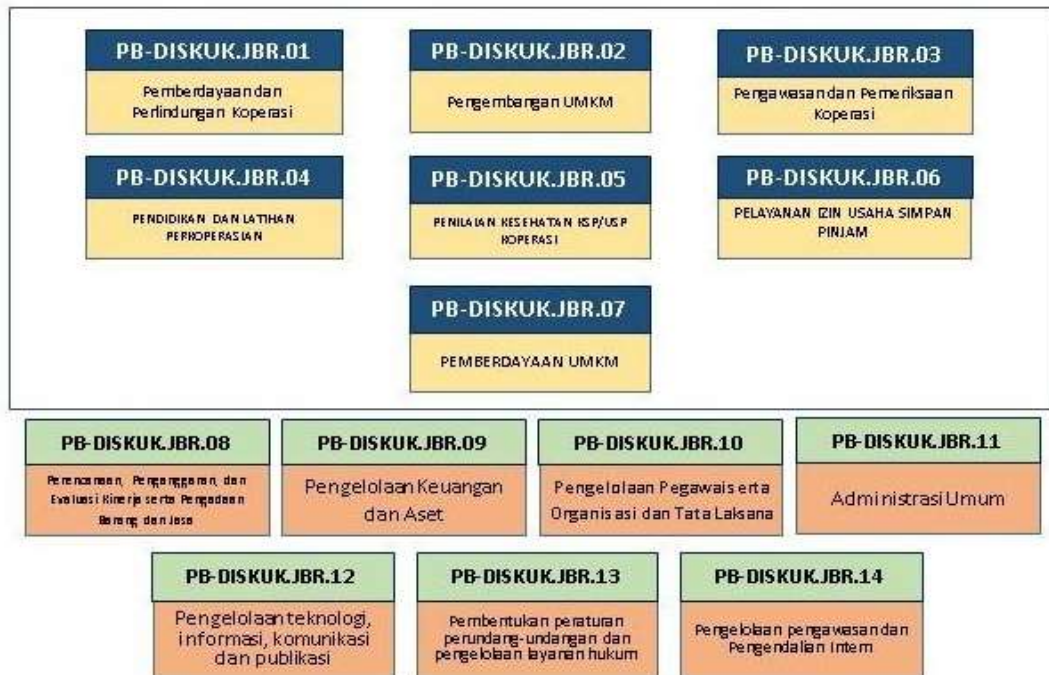 PB-DISKUK.JBR.01
Pemberdayaan dan
Perlindungan Koperasi
PB-DISKUK.JBR.02
Pengembangan UMKM
PB-DISKUK.JBR.03
Pengawasan dan Pemeriksaan
Koperasi
PB-DISKUK.JBR.04
PENDIDIKAN DAN LATIHAN
PERKOPERASIAN
PB-DISKUK.JBR.05
PENILAIAN KESEHATAN KSP/USP
KOPERASI
PB-DISKUK.JBR.06
PELAYANAN IZIN USAHA SIMPAN
PINJAM
PB-DISKUK.JBR.07
PEMBERDAYAAN UMKM
PB-DISKUK.JBR.08
Perencanaan, Penganggaran, dan
Evaluasi Kinerja serta Pengadaan
Barang dan Jasa
PB-DISKUK.JBR.09
Pengelolaan Keuangan
dan Aset
PB-DISKUK.JBR.10
Pengelolaan Pegawai serta
Organisasi dan Tata Laksana
PB-DISKUK.JBR.11
Administrasi Umum
PB-DISKUK.JBR.12
Pengelolaan teknologi,
informasi, komunikasi
dan publikasi
PB-DISKUK.JBR.13
Pembentukan peraturan
perundang-undangan dan
pengelolaan layanan hukum
PB-DISKUK.JBR.14
Pengelolaan pengawasan dan
Pengendalian Intern